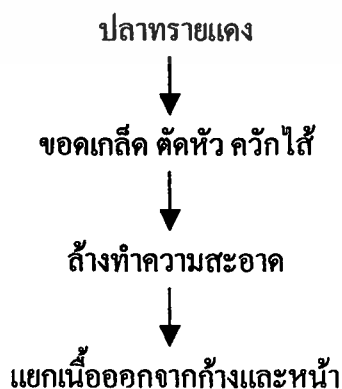 ปลาทรายแดง
ขอดเกล็ด ตัดหัว ควักไส้
ล้างทำความสะอาด
แยกเนื้อออกจากก้างและหน้า